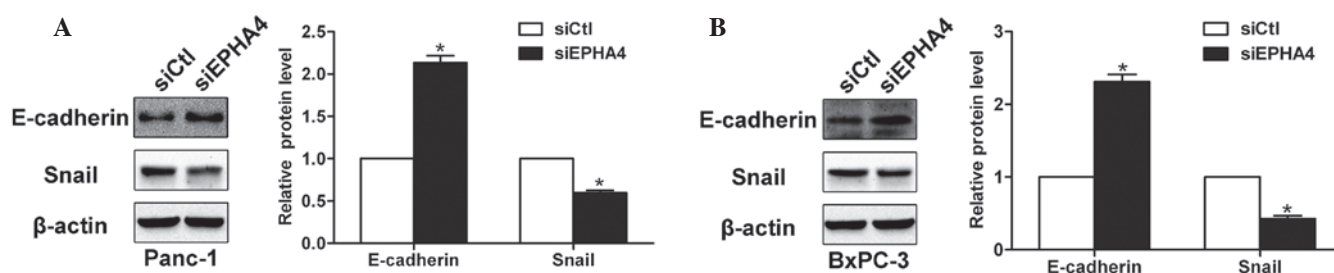 A
siCtl siEPHA4
E-cadherin
Snail
β-actin
Panc-1
Relative protein level
2.5
2.0
1.5
1.0
0.5
0.0
siCtl
siEPHA4
*
*
E-cadherin Snail
B
siCtl siEPHA4
E-cadherin
Snail
β-actin
BxPC-3
Relative protein level
3
2
1
0
siCtl
siEPHA4
*
*
E-cadherin Snail